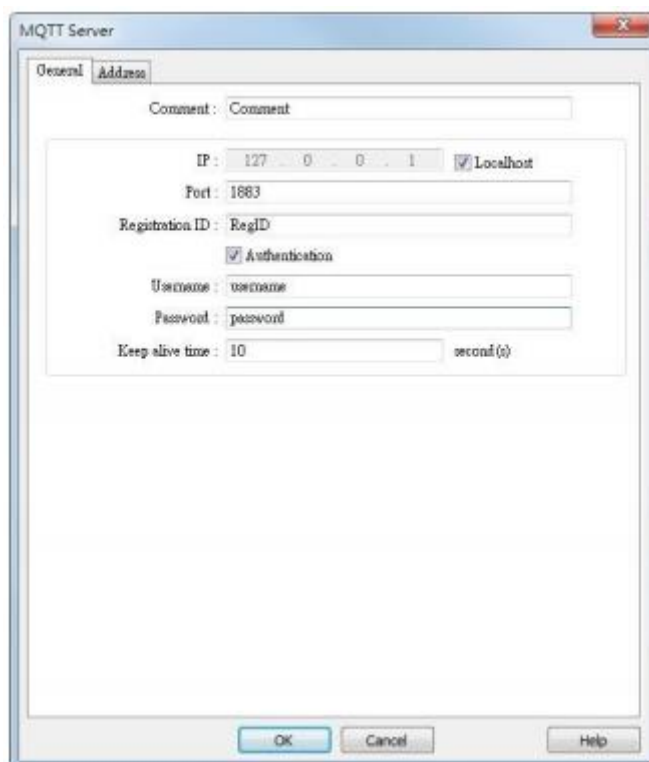 MQTT Server
General Address
Comment : Comment
IP : 127 . 0 . 0 . 1 Localhost
Port : 1883
Registration ID : RegID
Authentication
Username : username
Password : password
Keep alive time : 10 second(s)
OK Cancel Help